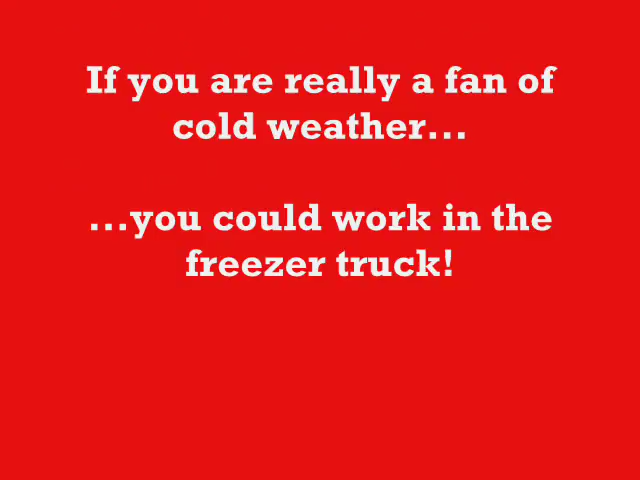 If you are really a fan of
cold weather...
...you could work in the
freezer truck!